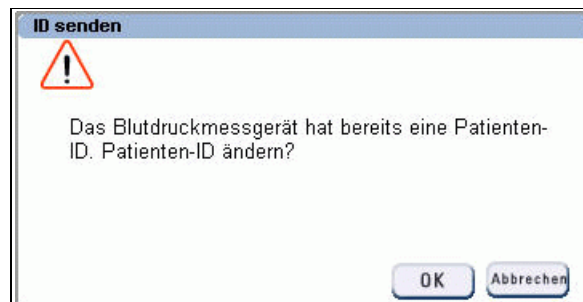 ID senden
Das Blutdruckmessgerät hat bereits eine Patienten-
ID. Patienten-ID ändern?
OK
Abbrechen